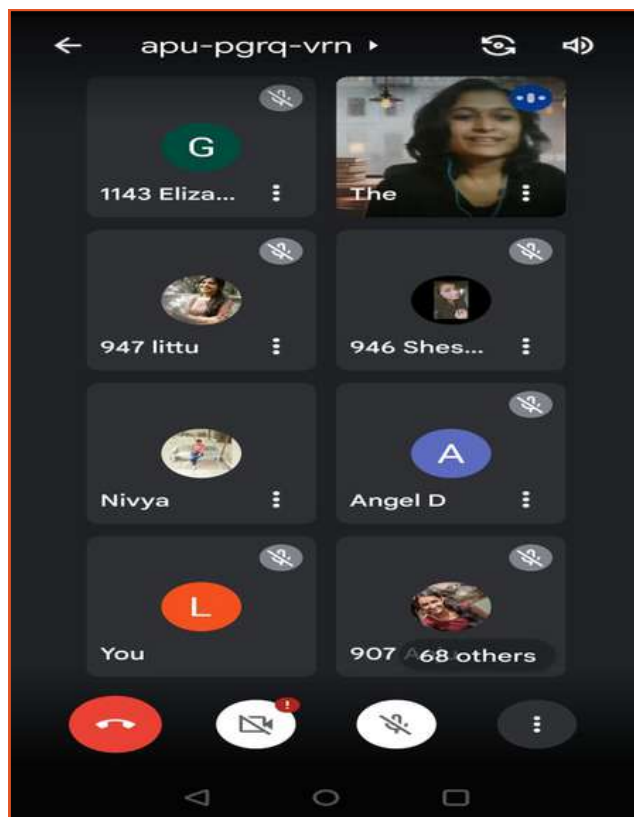 apu-pgrq-vrn
G
1143 Eliza...
The
947 littu
946 Shes...
Nivya
A
Angel D
L
You
907
68 others
!